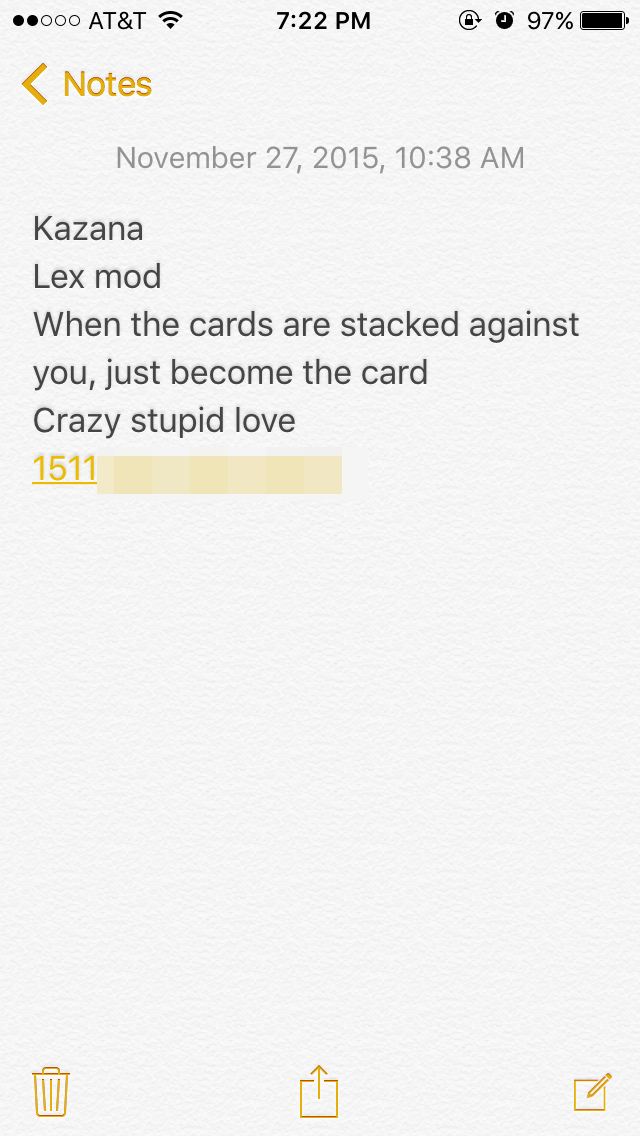 AT&T 7:22 PM 97%
Notes
November 27, 2015, 10:38 AM
Kazana
Lex mod
When the cards are stacked against
you, just become the card
Crazy stupid love
1511